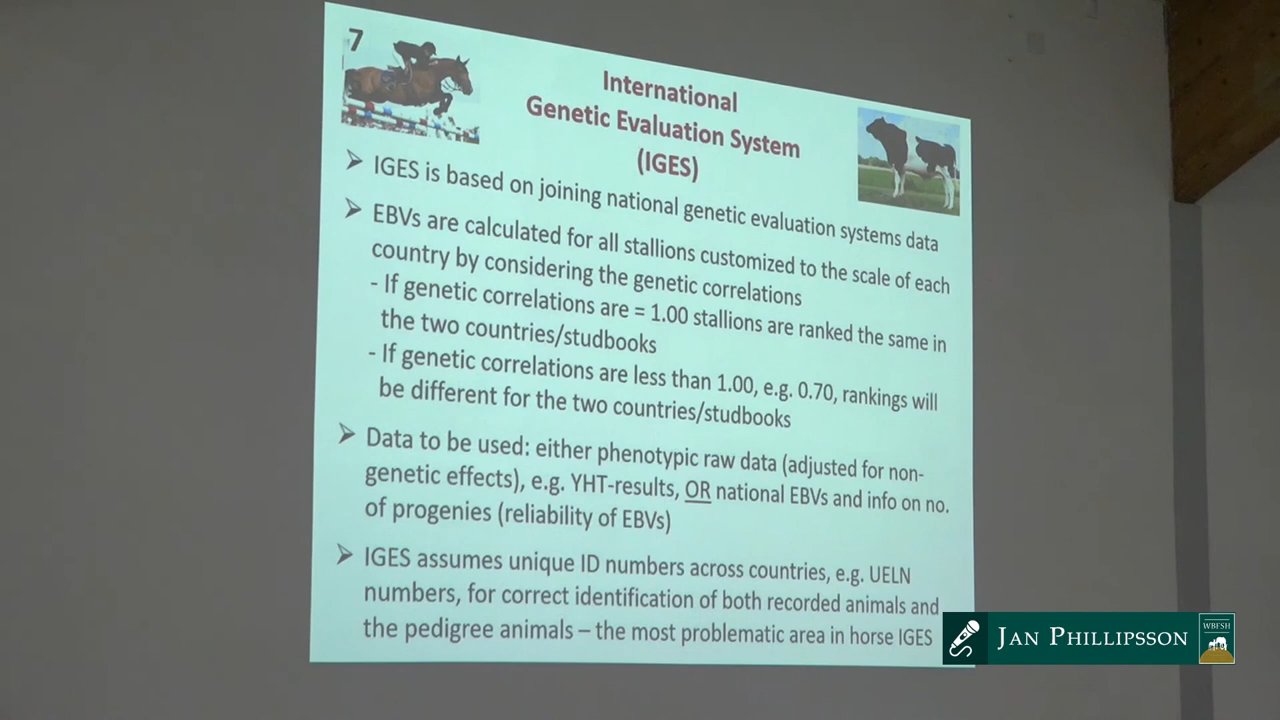 7
International
Genetic Evaluation System
(IGES)
➢ IGES is based on joining national genetic evaluation systems data
➢ EBVs are calculated for all stallions customized to the scale of each
country by considering the genetic correlations
- If genetic correlations are = 1.00 stallions are ranked the same in
the two countries/studbooks
- If genetic correlations are less than 1.00, e.g. 0.70, rankings will
be different for the two countries/studbooks
➢ Data to be used: either phenotypic raw data (adjusted for non-
genetic effects), e.g. YHT-results, OR national EBVs and info on no.
of progenies (reliability of EBVs)
➢ IGES assumes unique ID numbers across countries, e.g. UELN
numbers, for correct identification of both recorded animals and
the pedigree animals – the most problematic area in horse IGES
JAN PHILLIPSSON
WBFSH